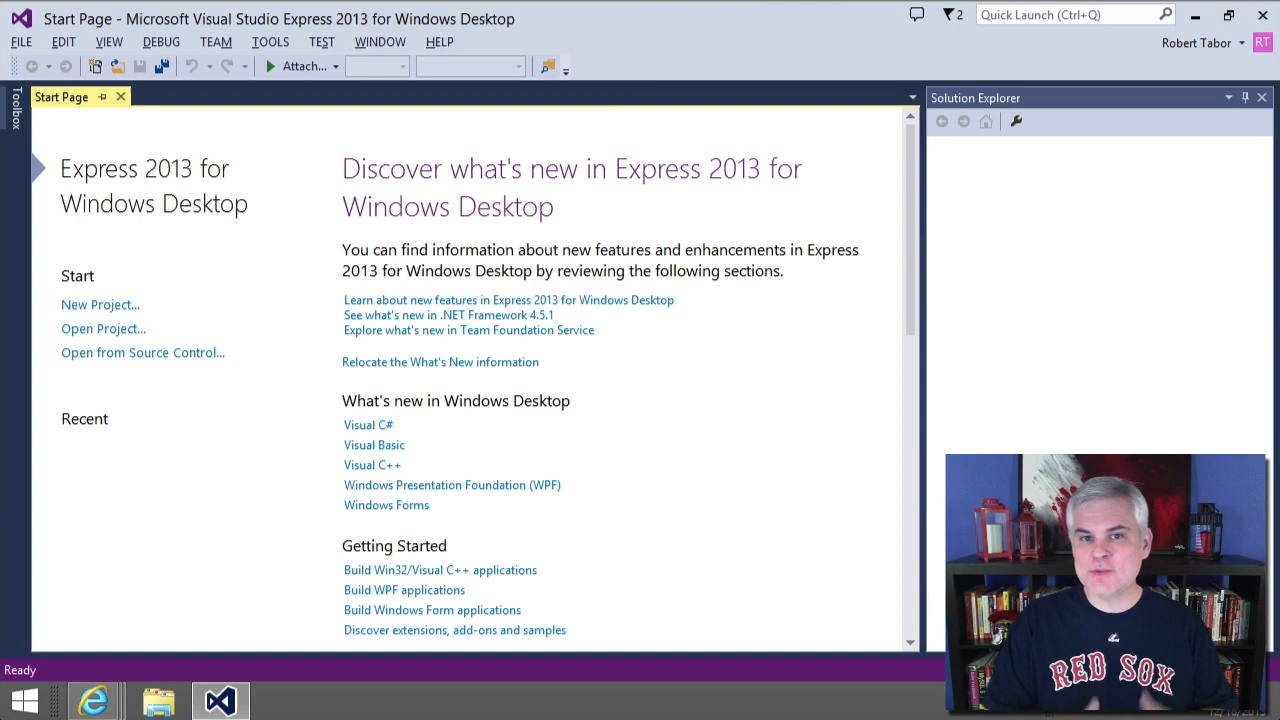 Start Page - Microsoft Visual Studio Express 2013 for Windows Desktop
2
Quick Launch (Ctrl+Q)
FILE EDIT VIEW DEBUG TEAM TOOLS TEST WINDOW HELP
Robert Tabor RT
Attach...
Toolbox
Start Page
Solution Explorer
Express 2013 for
Windows Desktop
Start
New Project...
Open Project...
Open from Source Control...
Recent
Discover what's new in Express 2013 for
Windows Desktop
You can find information about new features and enhancements in Express
2013 for Windows Desktop by reviewing the following sections.
Learn about new features in Express 2013 for Windows Desktop
See what's new in .NET Framework 4.5.1
Explore what's new in Team Foundation Service
Relocate the What's New information
What's new in Windows Desktop
Visual C#
Visual Basic
Visual C++
Windows Presentation Foundation (WPF)
Windows Forms
Getting Started
Build Win32/Visual C++ applications
Build WPF applications
Build Windows Form applications
Discover extensions, add-ons and samples
Ready
RED SOX